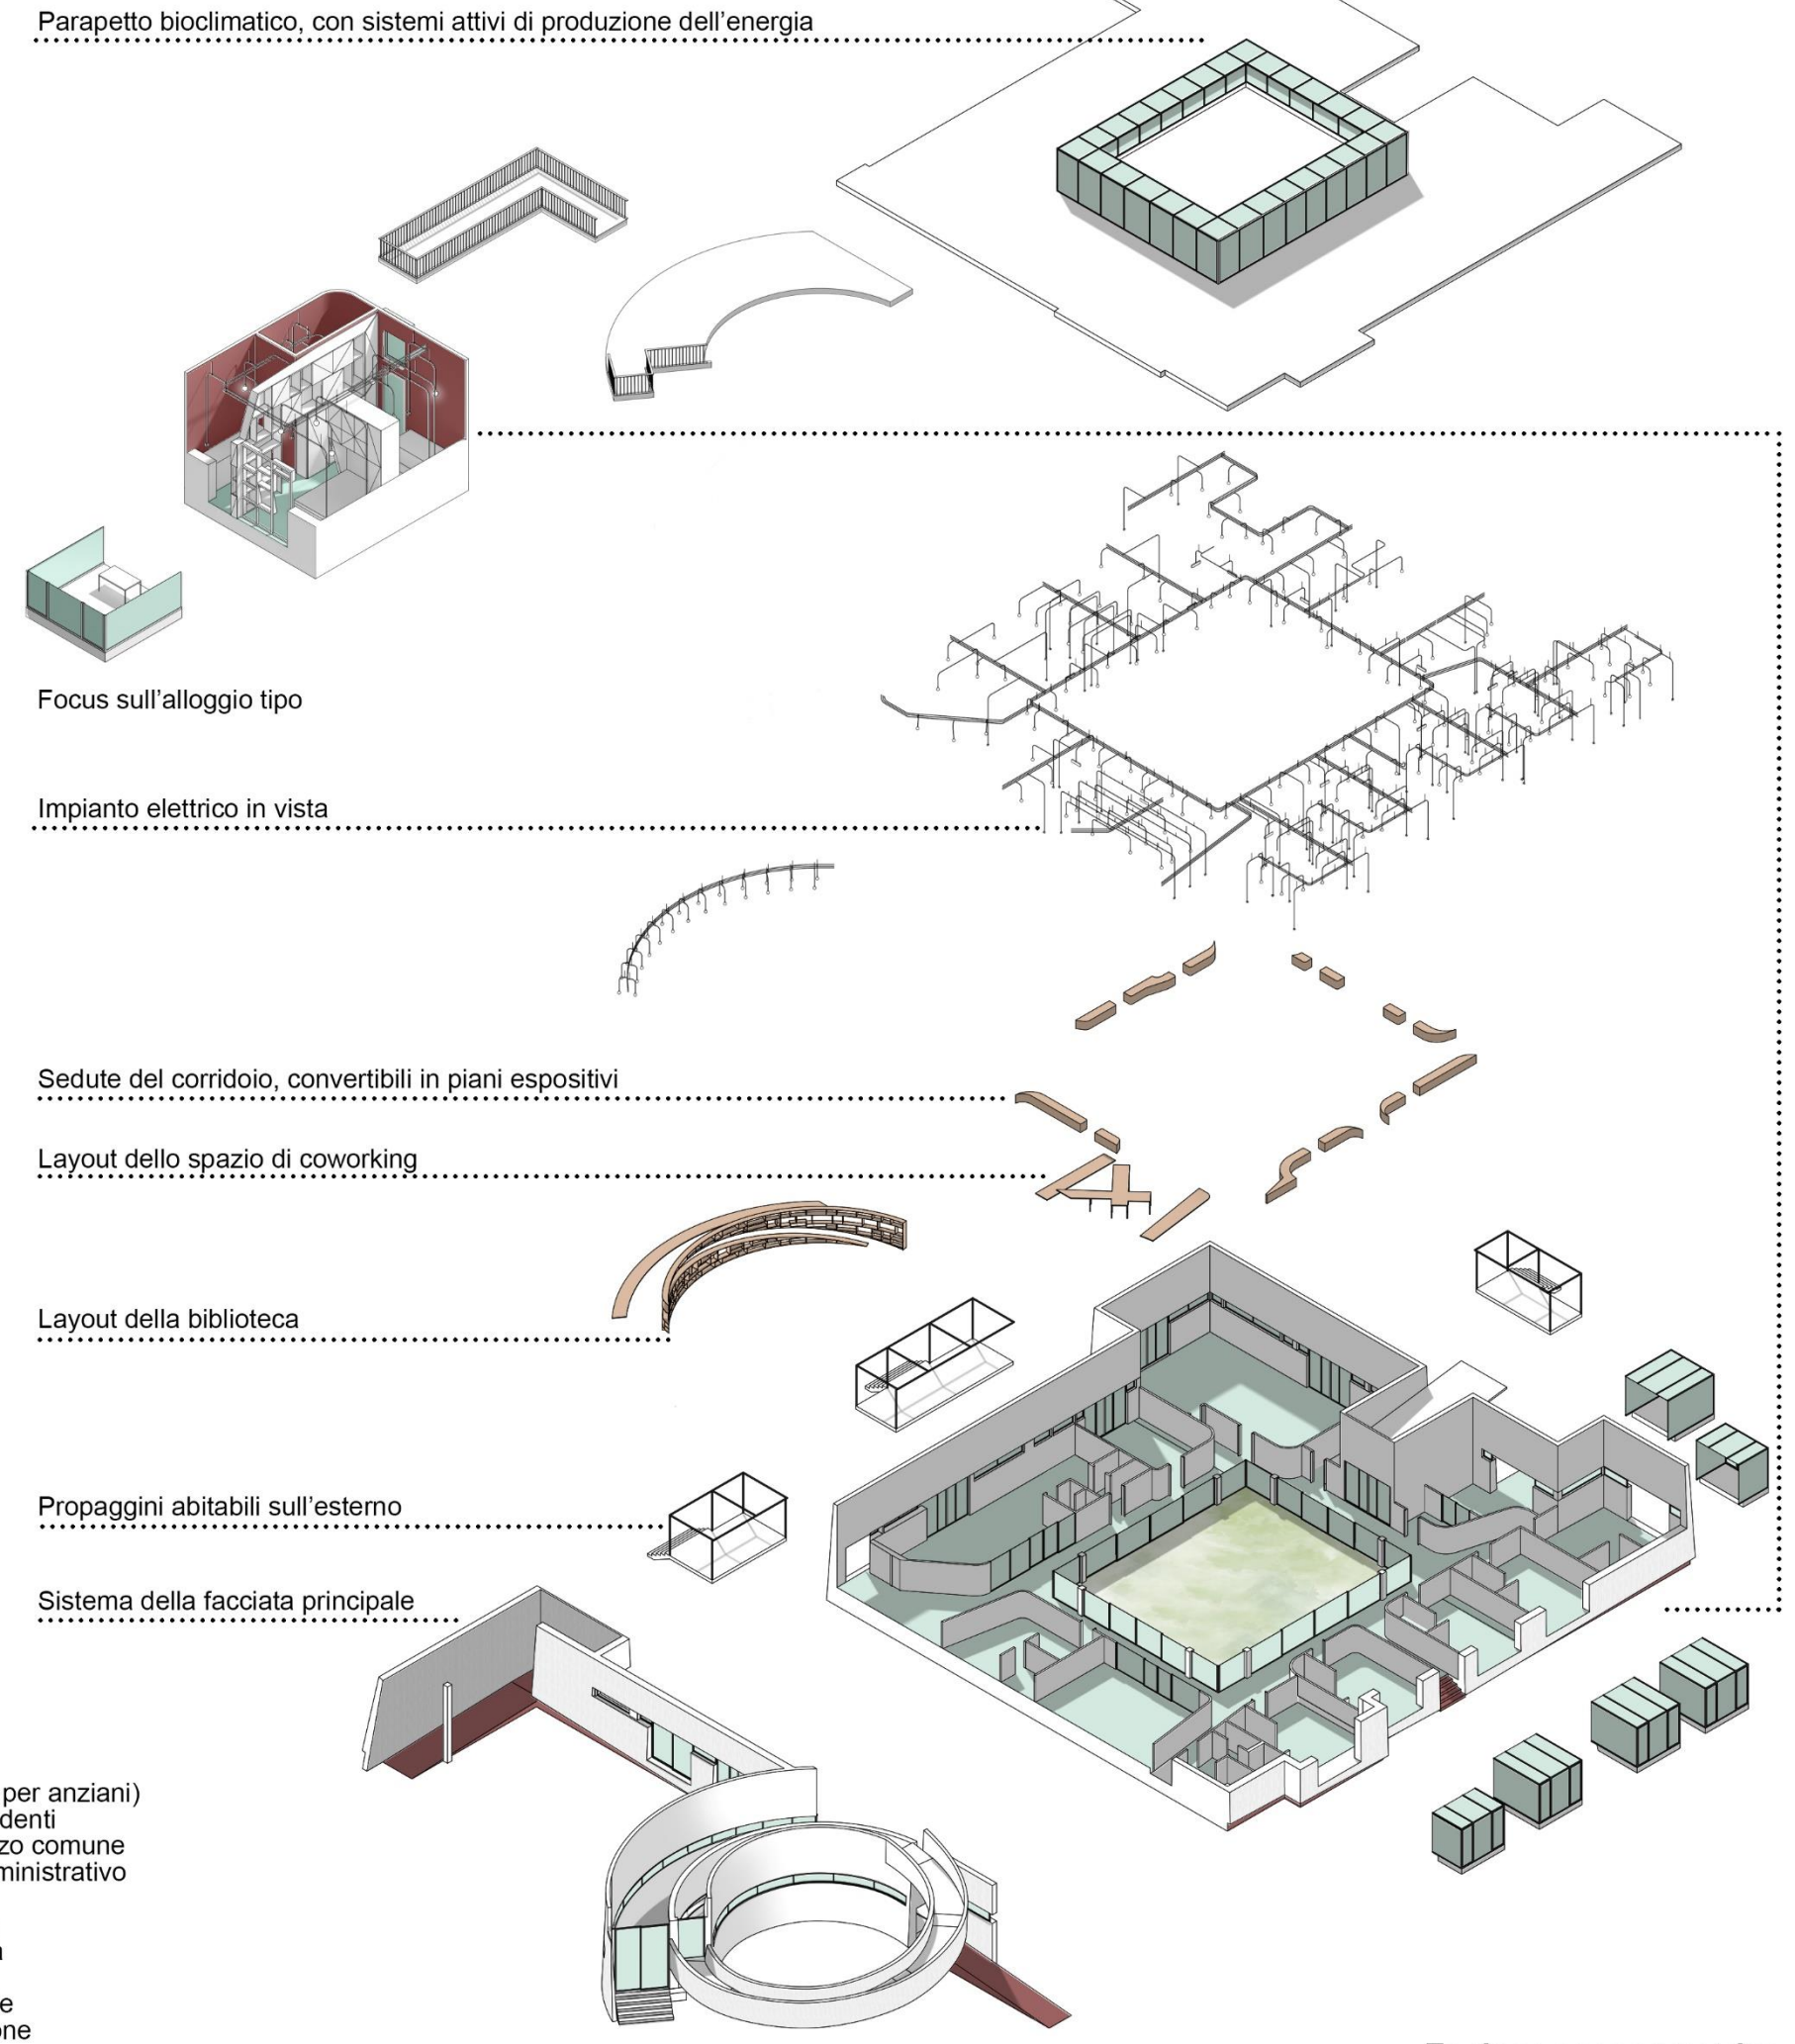 Parapetto bioclimatico, con sistemi attivi di produzione dell'energia
Focus sull'alloggio tipo
Impianto elettrico in vista
Sedute del corridoio, convertibili in piani espositivi
Layout dello spazio di coworking
Layout della biblioteca
Propaggini abitabili sull'esterno
Sistema della facciata principale
per anziani)
denti
zo comune
ministrativo
a
e
one